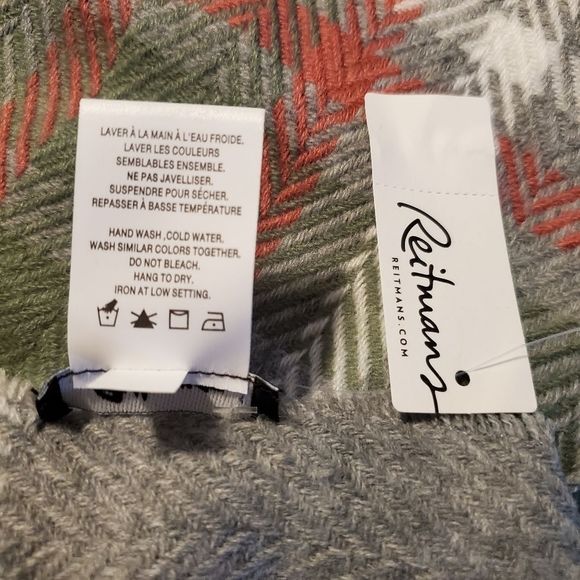 LAVER À LA MAIN À L'EAU FROIDE.
LAVER LES COULEURS
SEMBLABLES ENSEMBLE.
NE PAS JAVELLISER.
SUSPENDRE POUR SÉCHER.
REPASSER À BASSE TEMPÉRATURE
HAND WASH ,COLD WATER.
WASH SIMILAR COLORS TOGETHER.
DO NOT BLEACH.
HANG TO DRY.
IRON AT LOW SETTING.
Reitmans
REITMANS.COM